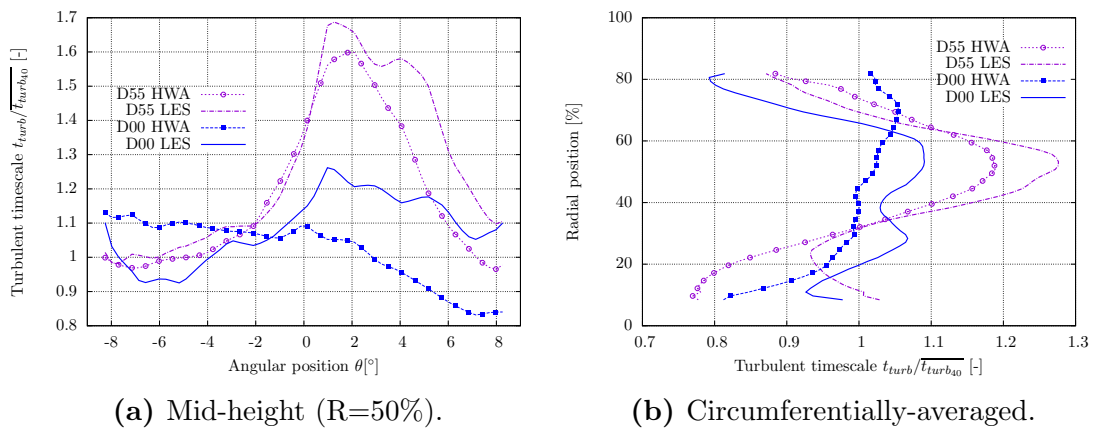 Turbulent timescale t_turb/t_turb40 [-]
1.7
1.6
1.5
1.4
1.3
1.2
1.1
1
0.9
0.8
D55 HWA
D55 LES
D00 HWA
D00 LES
-8 -6 -4 -2 0 2 4 6 8
Angular position θ[°]
(a) Mid-height (R=50%).
Radial position [%]
100
80
60
40
20
0
D55 HWA
D55 LES
D00 HWA
D00 LES
0.7 0.8 0.9 1 1.1 1.2 1.3
Turbulent timescale t_turb/t_turb40 [-]
(b) Circumferentially-averaged.